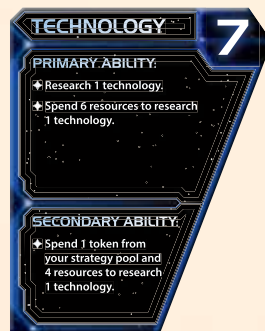 TECHNOLOGY
7
PRIMARY ABILITY:
Research 1 technology.
Spend 6 resources to research
1 technology.
SECONDARY ABILITY:
Spend 1 token from
your strategy pool and
4 resources to research
1 technology.